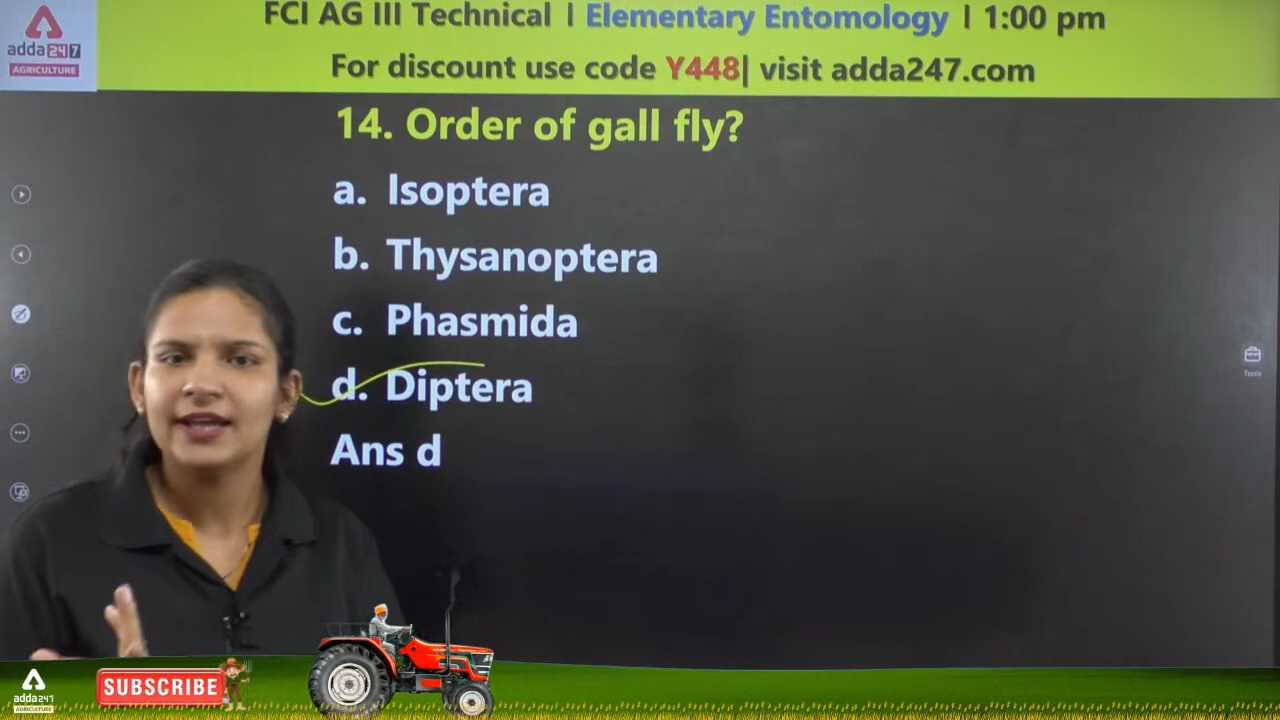 FCI AG III Technical I Elementary Entomology I 1:00 pm
For discount use code Y448| visit adda247.com
adda247
AGRICULTURE
14. Order of gall fly?
a. Isoptera
b. Thysanoptera
c. Phasmida
d. Diptera
Ans d
Tools
adda247
AGRICULTURE
SUBSCRIBE